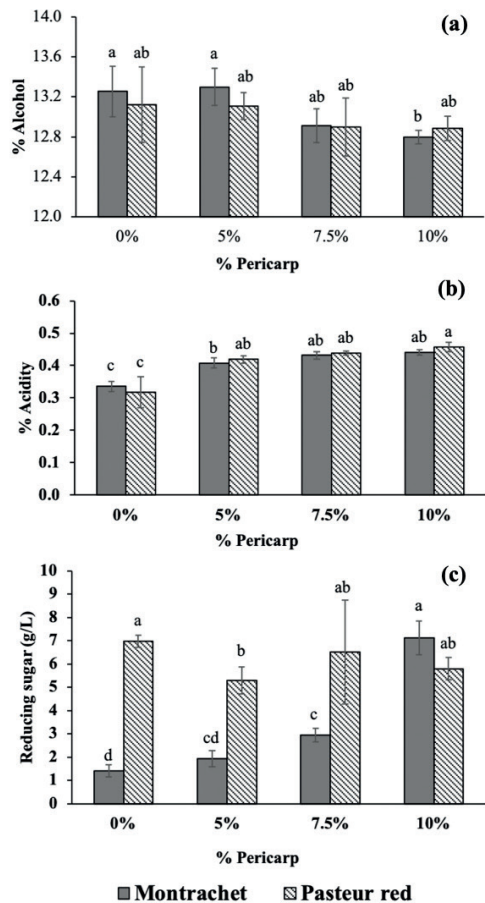 (a)
% Alcohol
14.0
13.6
13.2
12.8
12.4
12.0
a ab a ab ab ab b ab
0% 5% 7.5% 10%
% Pericarp
(b)
% Acidity
0.6
0.5
0.4
0.3
0.2
0.1
0.0
c c b ab ab ab ab a
0% 5% 7.5% 10%
% Pericarp
(c)
Reducing sugar (g/L)
10
9
8
7
6
5
4
3
2
1
0
d a cd b c ab a ab
0% 5% 7.5% 10%
% Pericarp
Montrachet Pasteur red